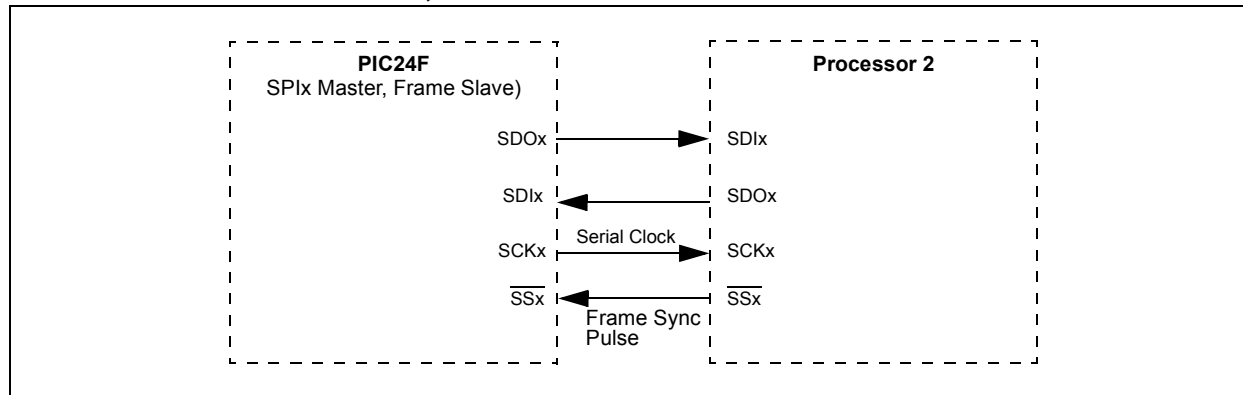 PIC24F
SPIx Master, Frame Slave)
Processor 2
SDOx
SDIx
SDIx
SDOx
SCKx
Serial Clock
SCKx
SSx
SSx
Frame Sync
Pulse